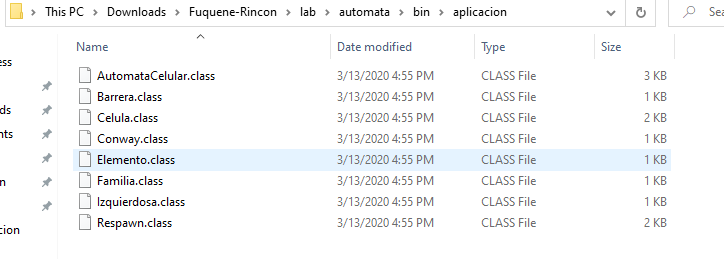 This PC > Downloads > Fuquene-Rincon > lab > automata > bin > aplicacion
Name Date modified Type Size
AutomataCelular.class 3/13/2020 4:55 PM CLASS File 3 KB
Barrera.class 3/13/2020 4:55 PM CLASS File 1 KB
Celula.class 3/13/2020 4:55 PM CLASS File 2 KB
Conway.class 3/13/2020 4:55 PM CLASS File 1 KB
Elemento.class 3/13/2020 4:55 PM CLASS File 1 KB
Familia.class 3/13/2020 4:55 PM CLASS File 1 KB
Izquierdosa.class 3/13/2020 4:55 PM CLASS File 1 KB
Respawn.class 3/13/2020 4:55 PM CLASS File 2 KB